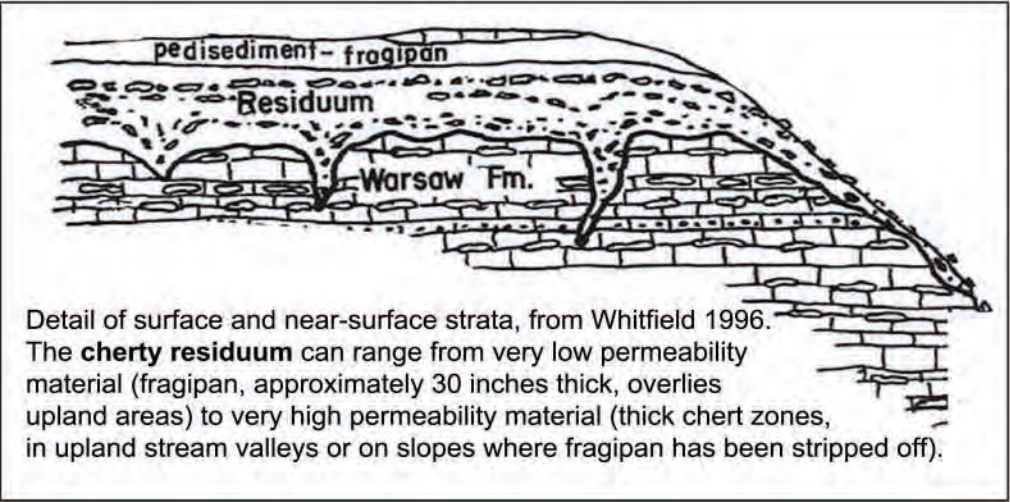 pedisediment - fragipan
Residuum
Warsaw Fm.
Detail of surface and near-surface strata, from Whitfield 1996.
The cherty residuum can range from very low permeability
material (fragipan, approximately 30 inches thick, overlies
upland areas) to very high permeability material (thick chert zones,
in upland stream valleys or on slopes where fragipan has been stripped off).